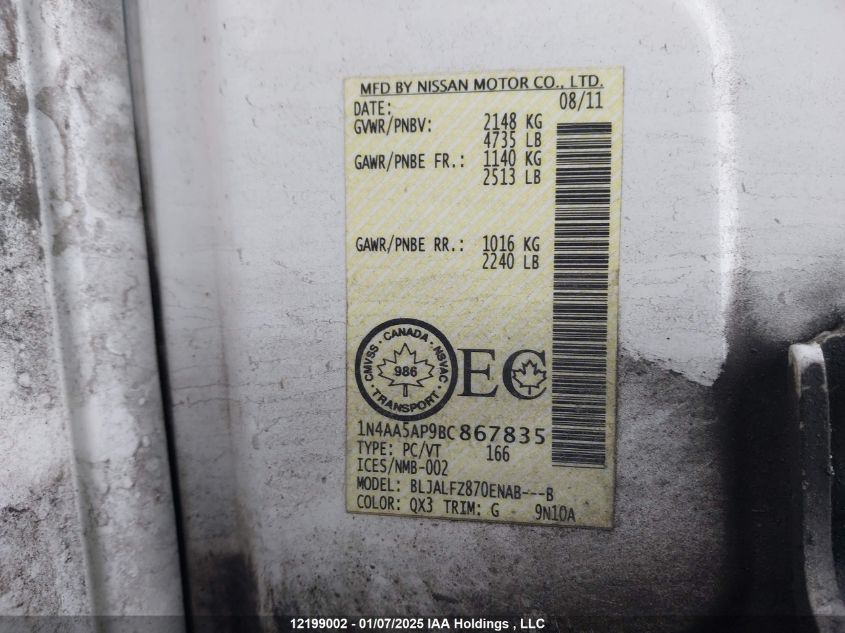 MFD BY NISSAN MOTOR CO., LTD.
DATE: 08/11
GVWR/PNBV: 2148 KG
4735 LB
GAWR/PNBE FR.: 1140 KG
2513 LB
GAWR/PNBE RR.: 1016 KG
2240 LB
CMVSS · CANADA · NSVAC · TRANSPORT ·
986
EC
1N4AA5AP9BC867835
TYPE: PC/VT 166
ICES/NMB-002
MODEL: BLJALFZ870ENAB---B
COLOR: QX3 TRIM: G 9N10A
12199002 - 01/07/2025 IAA Holdings , LLC